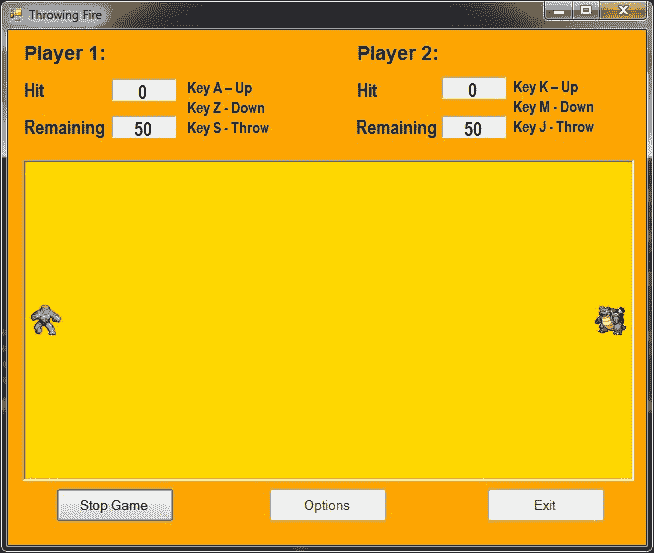 Throwing Fire
Player 1:
Hit
0
Remaining
50
Key A – Up
Key Z - Down
Key S - Throw
Player 2:
Hit
0
Remaining
50
Key K – Up
Key M - Down
Key J - Throw
Stop Game
Options
Exit